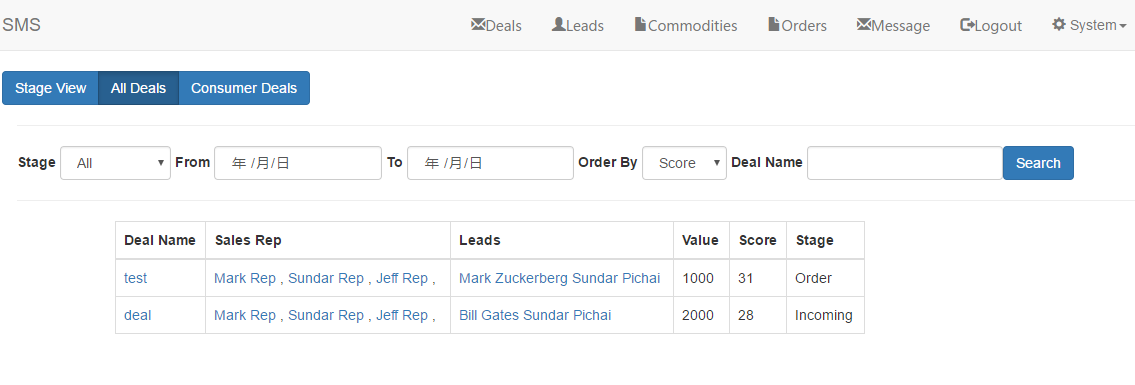 SMS Deals Leads Commodities Orders Message Logout System
Stage View All Deals Consumer Deals
Stage All From 年 /月/日 To 年 /月/日 Order By Score Deal Name Search
Deal Name Sales Rep Leads Value Score Stage
test Mark Rep , Sundar Rep , Jeff Rep , Mark Zuckerberg Sundar Pichai 1000 31 Order
deal Mark Rep , Sundar Rep , Jeff Rep , Bill Gates Sundar Pichai 2000 28 Incoming